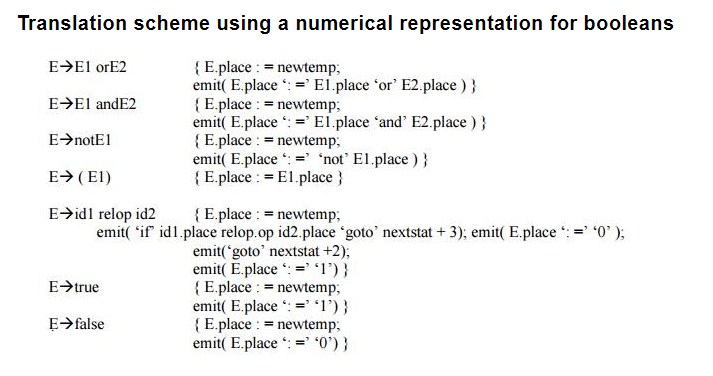 Translation scheme using a numerical representation for booleans
E→E1 orE2 { E.place : = newtemp;
emit( E.place ‘: =’ E1.place ‘or’ E2.place ) }
E→E1 andE2 { E.place : = newtemp;
emit( E.place ‘: =’ E1.place ‘and’ E2.place ) }
E→notE1 { E.place : = newtemp;
emit( E.place ‘: =’ ‘not’ E1.place ) }
E→ ( E1) { E.place : = E1.place }
E→id1 relop id2 { E.place : = newtemp;
emit( ‘if’ id1.place relop.op id2.place ‘goto’ nextstat + 3); emit( E.place ‘: =’ ‘0’ );
emit(‘goto’ nextstat +2);
emit( E.place ‘: =’ ‘1’) }
E→true { E.place : = newtemp;
emit( E.place ‘: =’ ‘1’) }
E→false { E.place : = newtemp;
emit( E.place ‘: =’ ‘0’) }